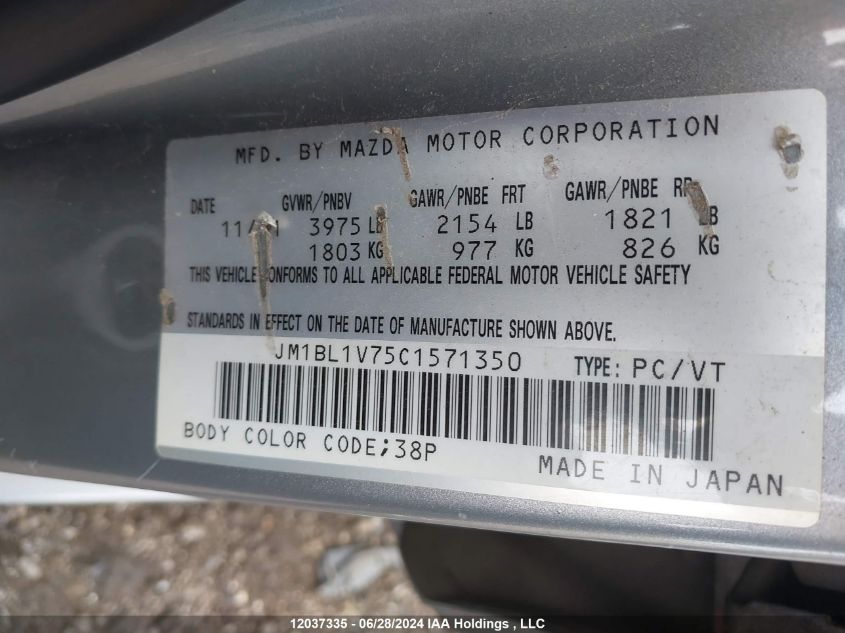 MFD. BY MAZDA MOTOR CORPORATION
DATE GVWR/PNBV GAWR/PNBE FRT GAWR/PNBE RR
3975 LB 2154 LB 1821 LB
1803 KG 977 KG 826 KG
THIS VEHICLE CONFORMS TO ALL APPLICABLE FEDERAL MOTOR VEHICLE SAFETY
STANDARDS IN EFFECT ON THE DATE OF MANUFACTURE SHOWN ABOVE.
JM1BL1V75C1571350 TYPE: PC/VT
BODY COLOR CODE;38P
MADE IN JAPAN
12037335 - 06/28/2024 IAA Holdings , LLC